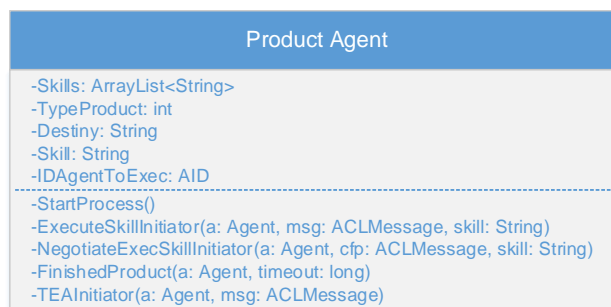 Product Agent
-Skills: ArrayList<String>
-TypeProduct: int
-Destiny: String
-Skill: String
-IDAgentToExec: AID
-StartProcess()
-ExecuteSkillInitiator(a: Agent, msg: ACLMessage, skill: String)
-NegotiateExecSkillInitiator(a: Agent, cfp: ACLMessage, skill: String)
-FinishedProduct(a: Agent, timeout: long)
-TEAInitiator(a: Agent, msg: ACLMessage)